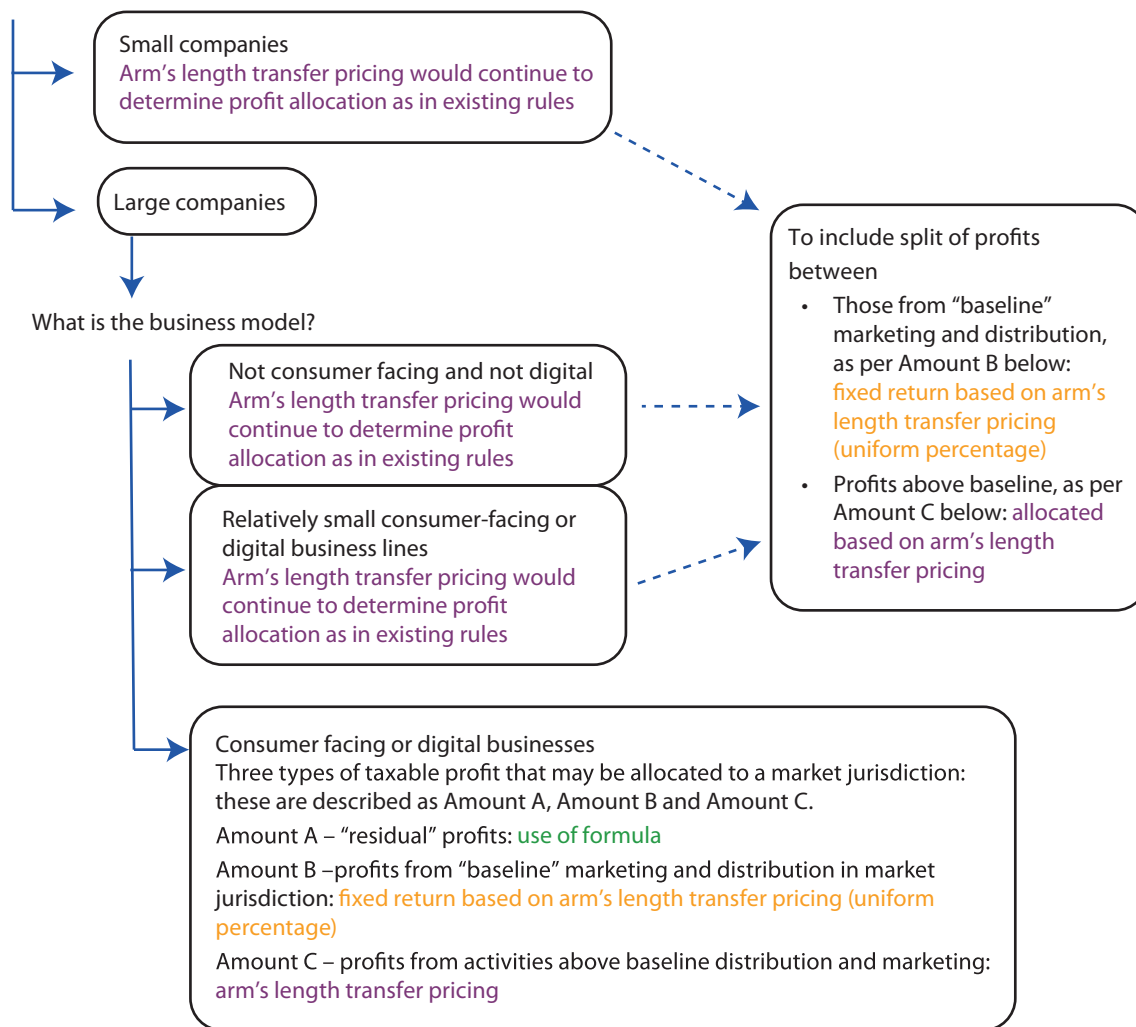 Small companies
Arm’s length transfer pricing would continue to
determine profit allocation as in existing rules
Large companies
To include split of profits
between
• Those from “baseline”
marketing and distribution,
as per Amount B below:
fixed return based on arm’s
length transfer pricing
(uniform percentage)
• Profits above baseline, as per
Amount C below: allocated
based on arm’s length
transfer pricing
What is the business model?
Not consumer facing and not digital
Arm’s length transfer pricing would
continue to determine profit
allocation as in existing rules
Relatively small consumer-facing or
digital business lines
Arm’s length transfer pricing would
continue to determine profit
allocation as in existing rules
Consumer facing or digital businesses
Three types of taxable profit that may be allocated to a market jurisdiction:
these are described as Amount A, Amount B and Amount C.
Amount A – “residual” profits: use of formula
Amount B –profits from “baseline” marketing and distribution in market
jurisdiction: fixed return based on arm’s length transfer pricing (uniform
percentage)
Amount C – profits from activities above baseline distribution and marketing:
arm’s length transfer pricing